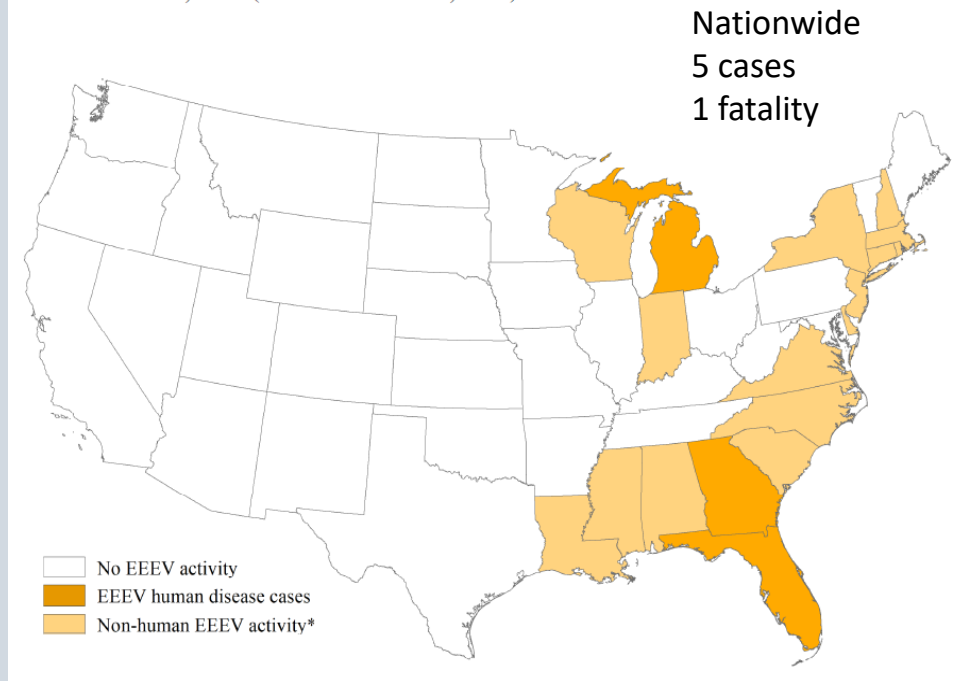 Nationwide
5 cases
1 fatality
No EEEV activity
EEEV human disease cases
Non-human EEEV activity*